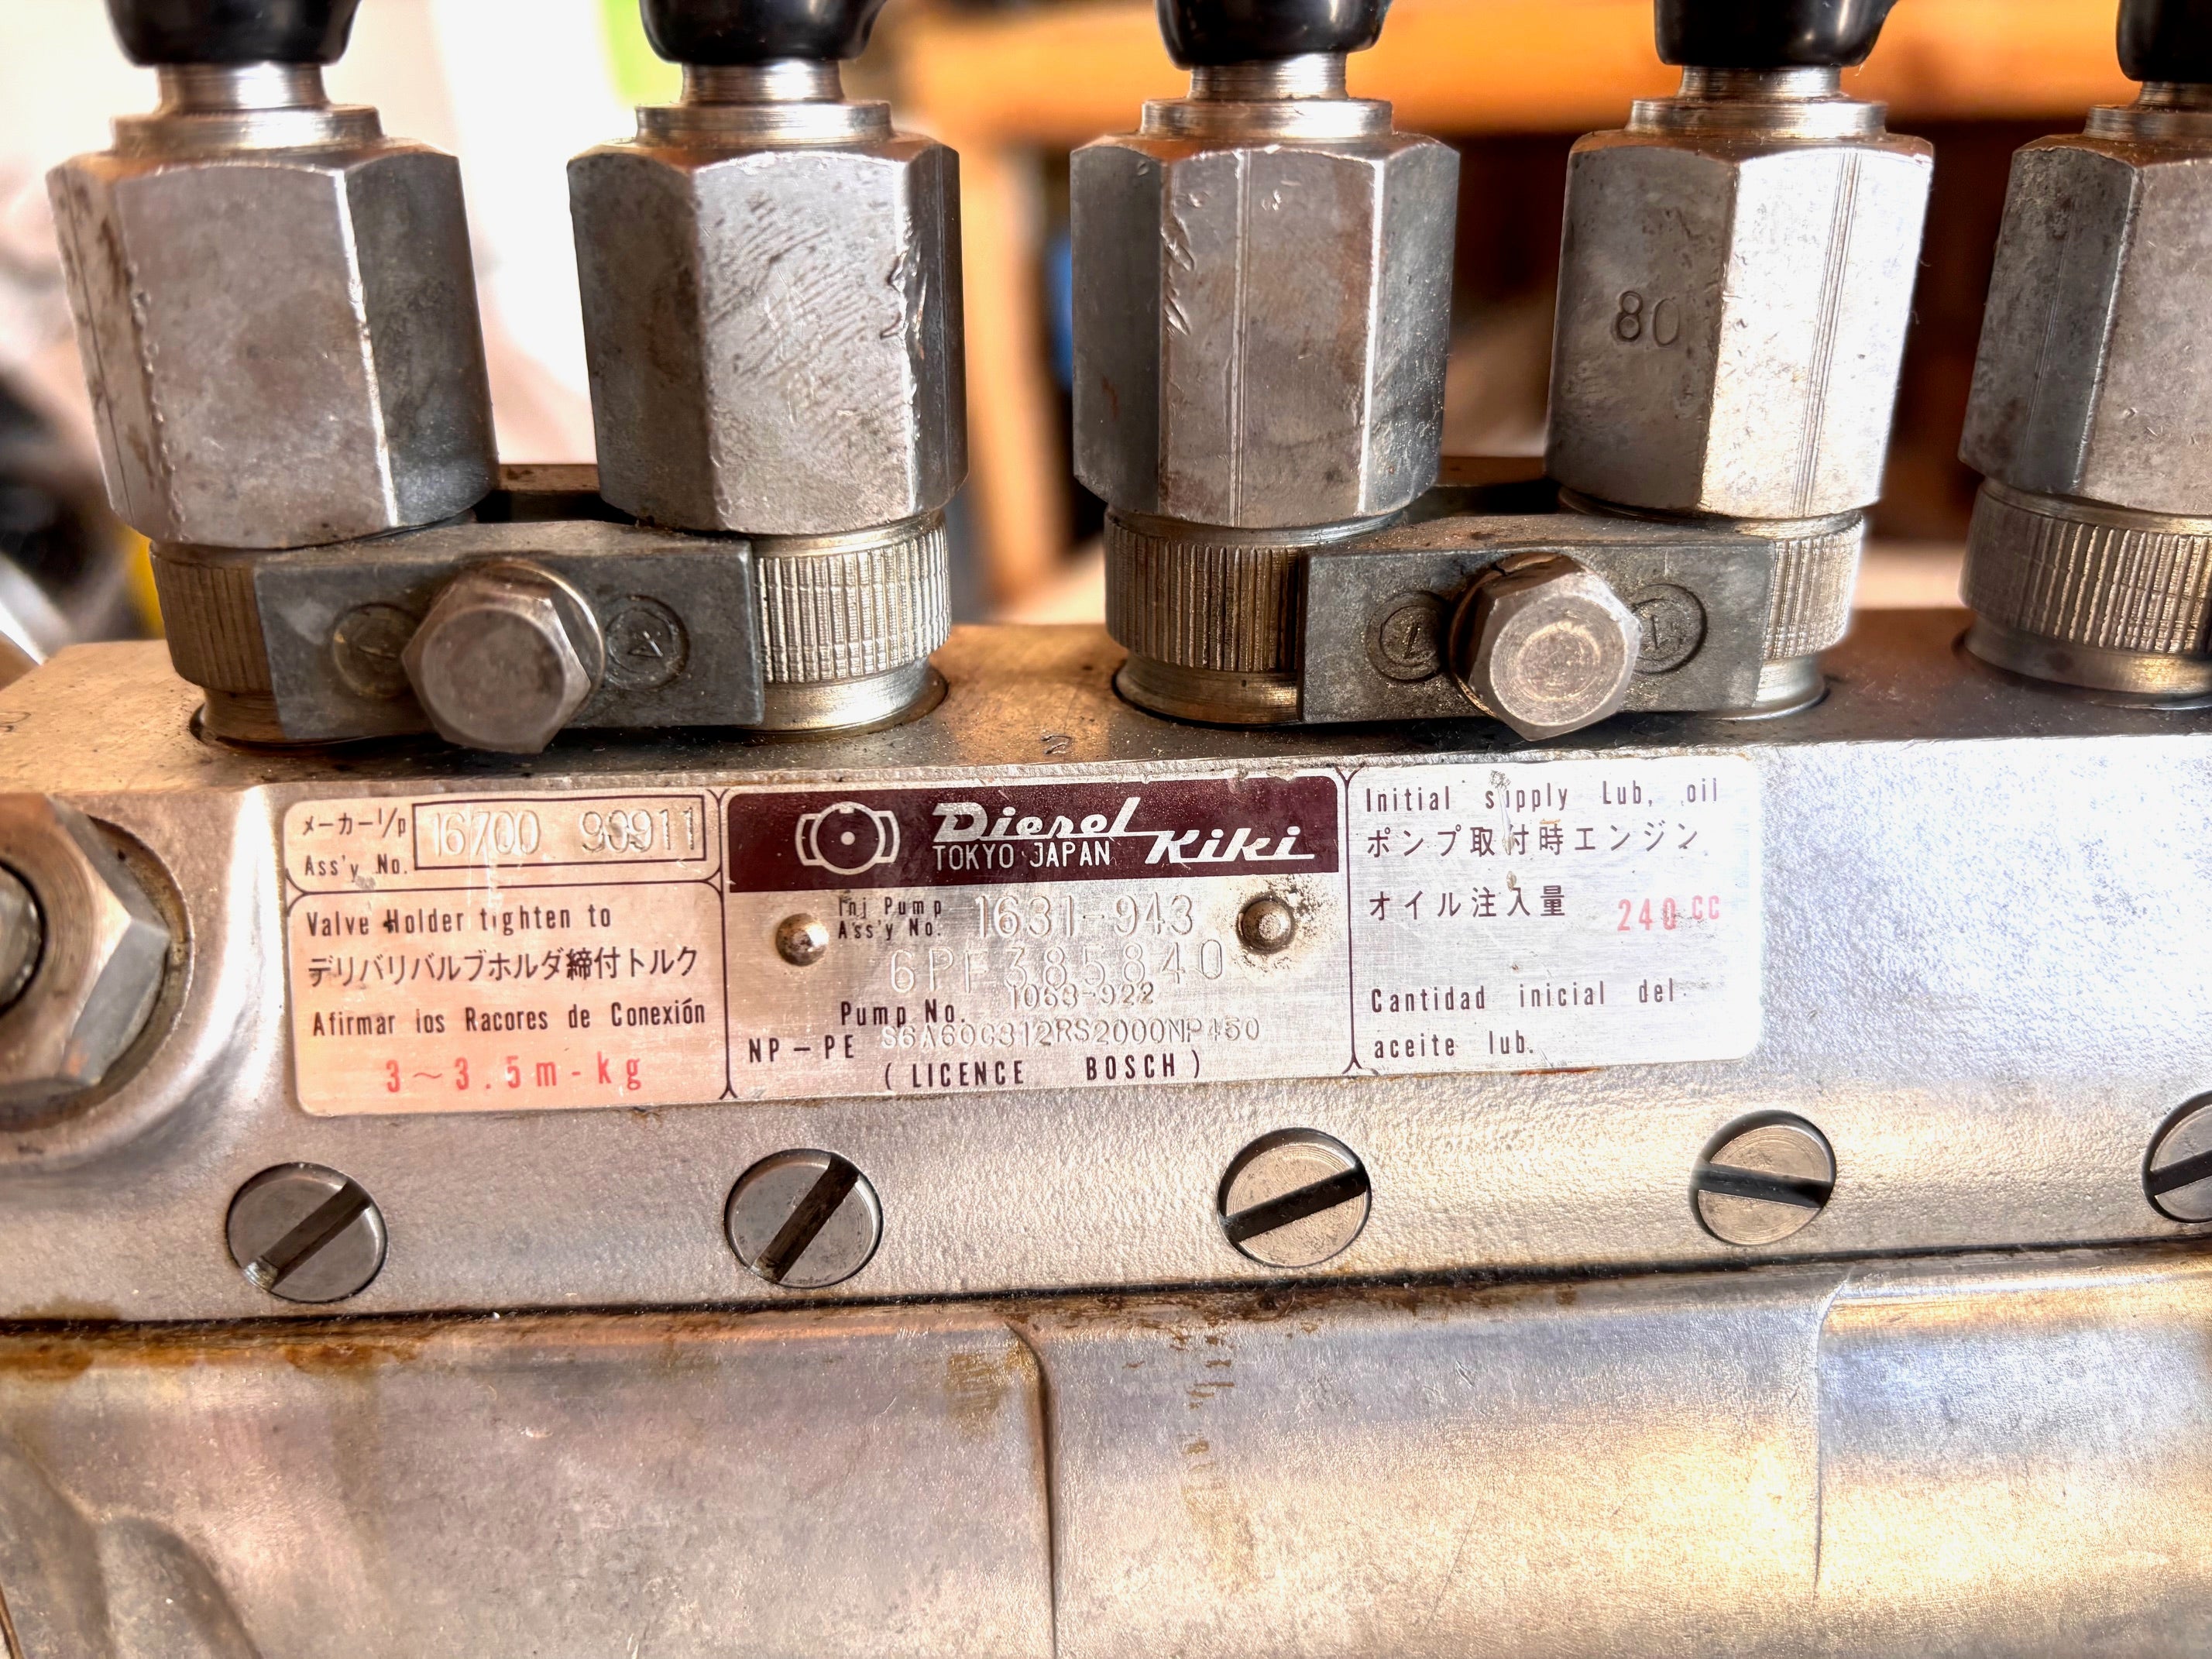 80
メーカーI/p
Ass'y No.
16700 90911
Valve Holder tighten to
デリバリバルブホルダ締付トルク
Afirmar los Racores de Conexión
3～3.5m-kg
Diesel Kiki
TOKYO JAPAN
Inj Pump
Ass'y No.
1631-943
6PF385840
1063-922
Pump No.
S6A60C312RS2000NP450
NP-PE
(LICENCE BOSCH)
Initial supply Lub, oil
ポンプ取付時エンジン
オイル注入量 240cc
Cantidad inicial del
aceite lub.